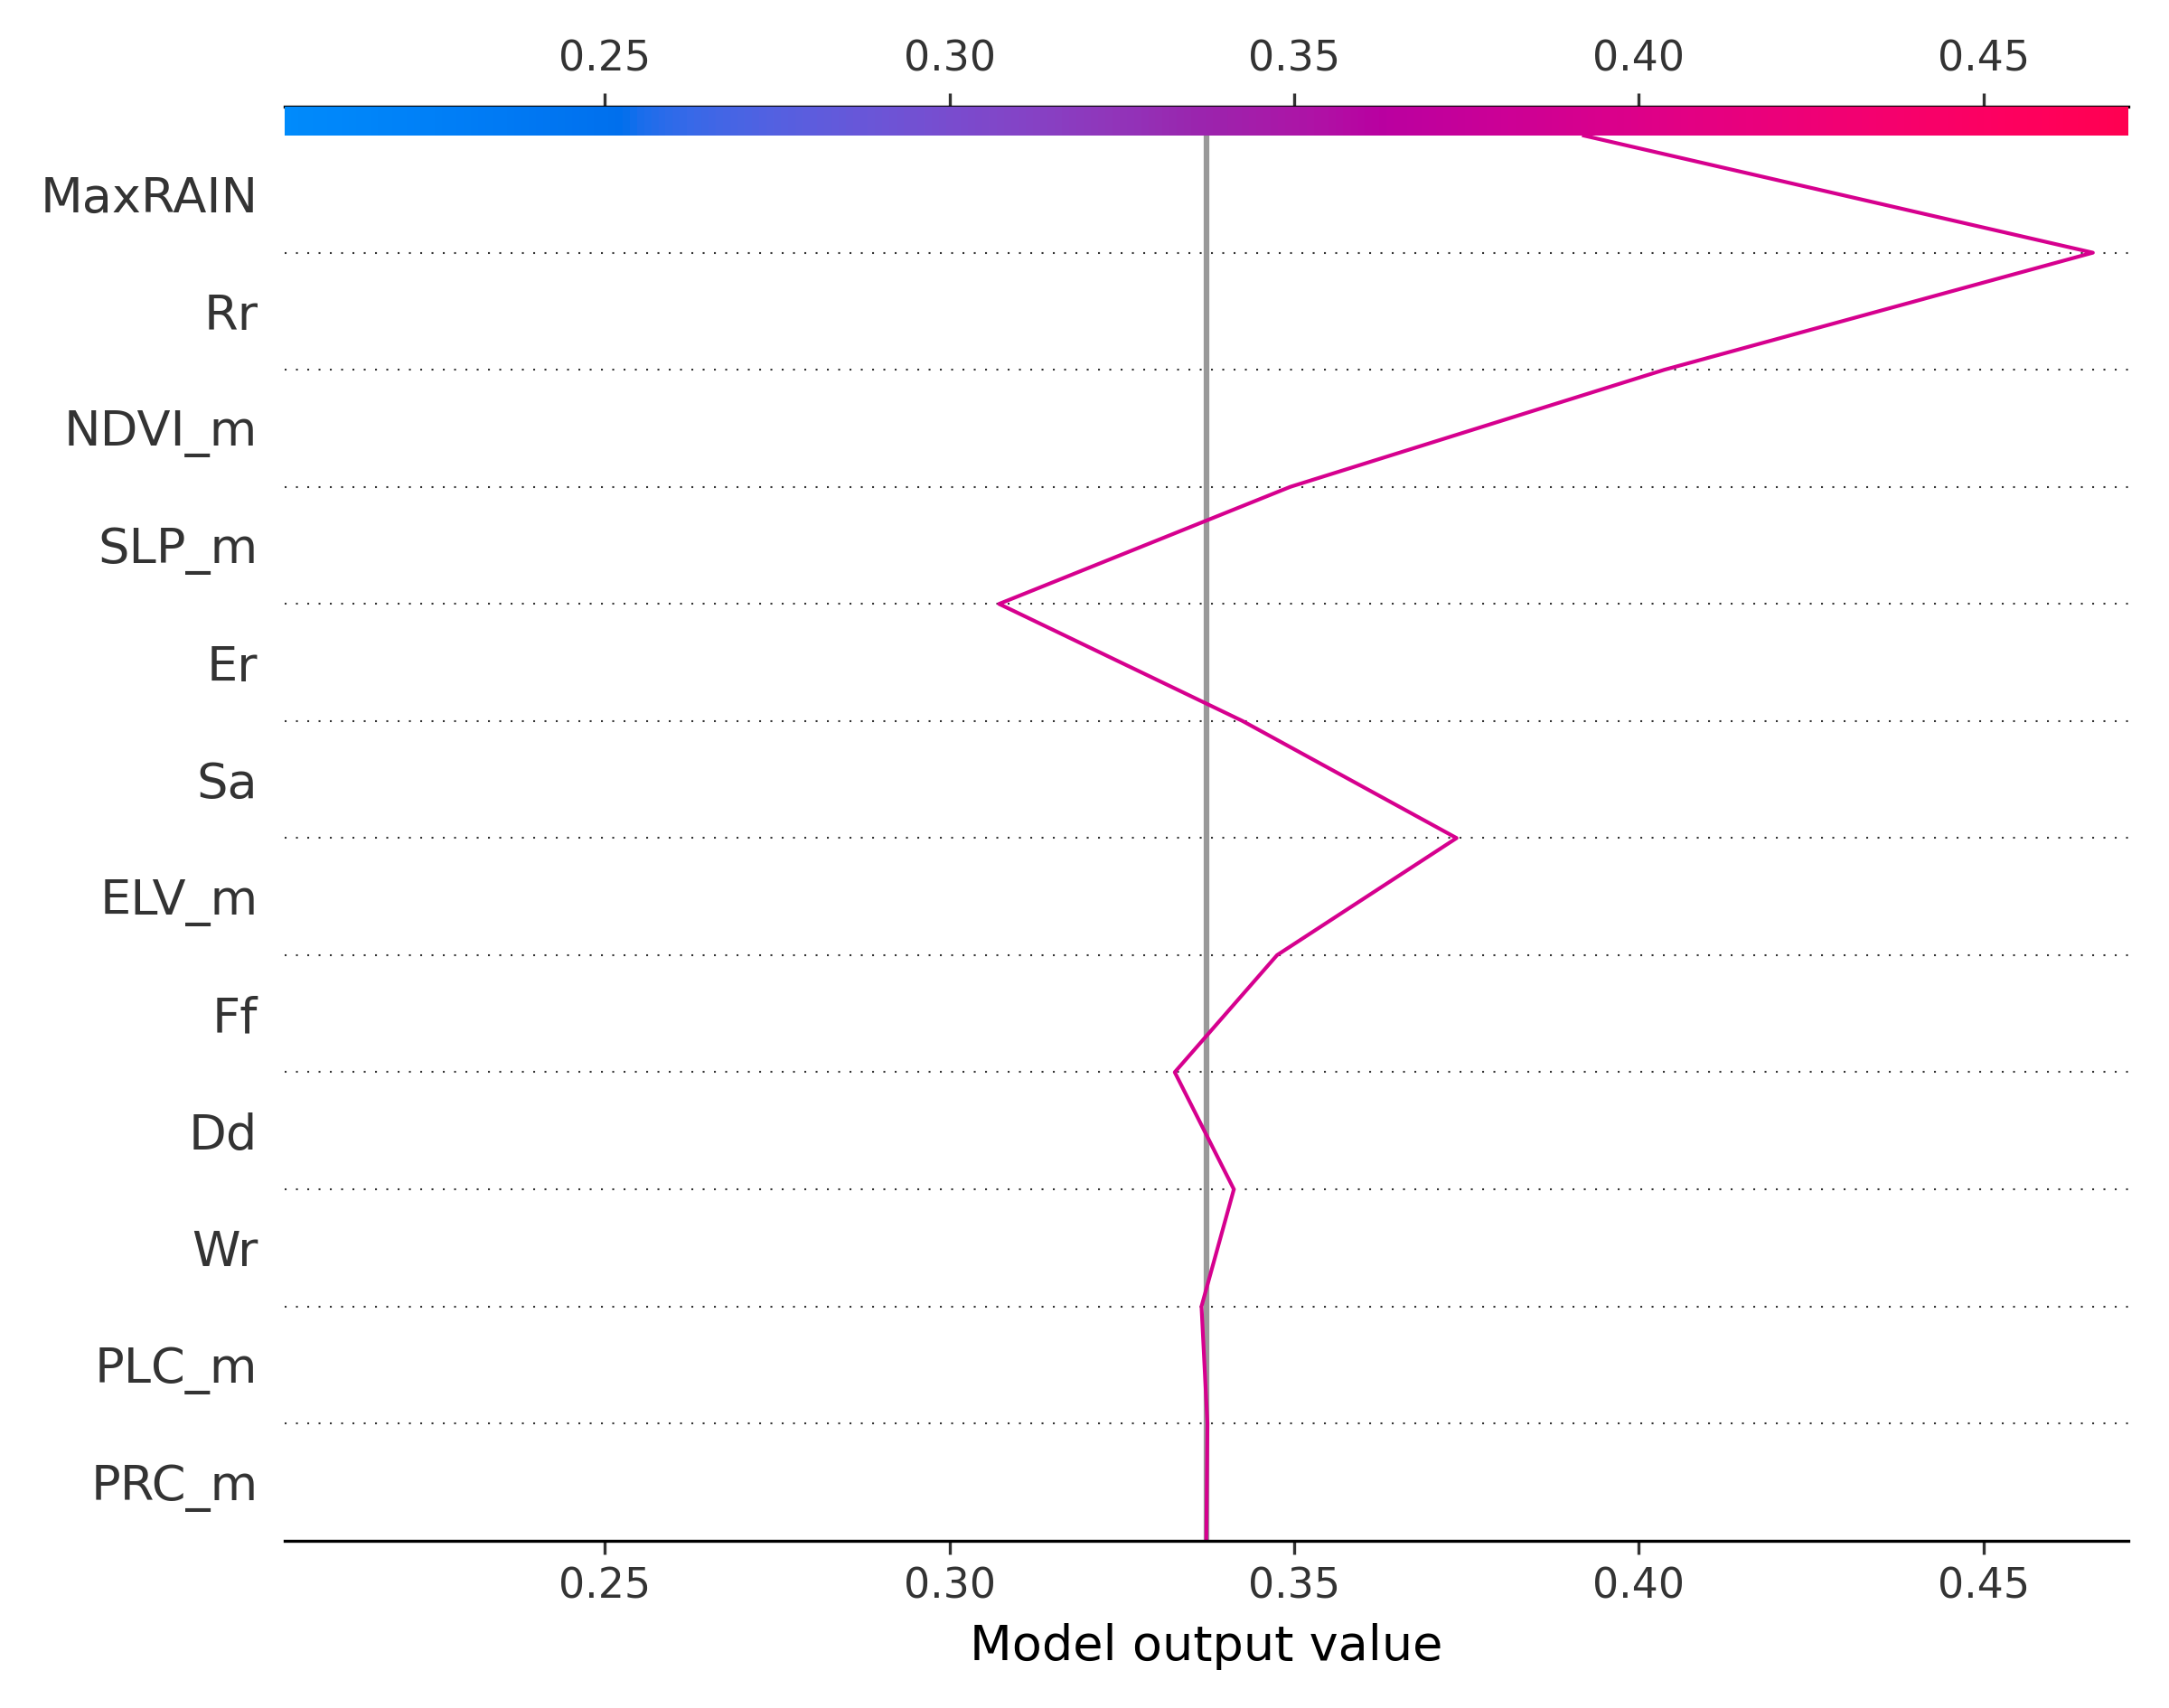 0.25 0.30 0.35 0.40 0.45
MaxRAIN
Rr
NDVI_m
SLP_m
Er
Sa
ELV_m
Ff
Dd
Wr
PLC_m
PRC_m
0.25 0.30 0.35 0.40 0.45
Model output value